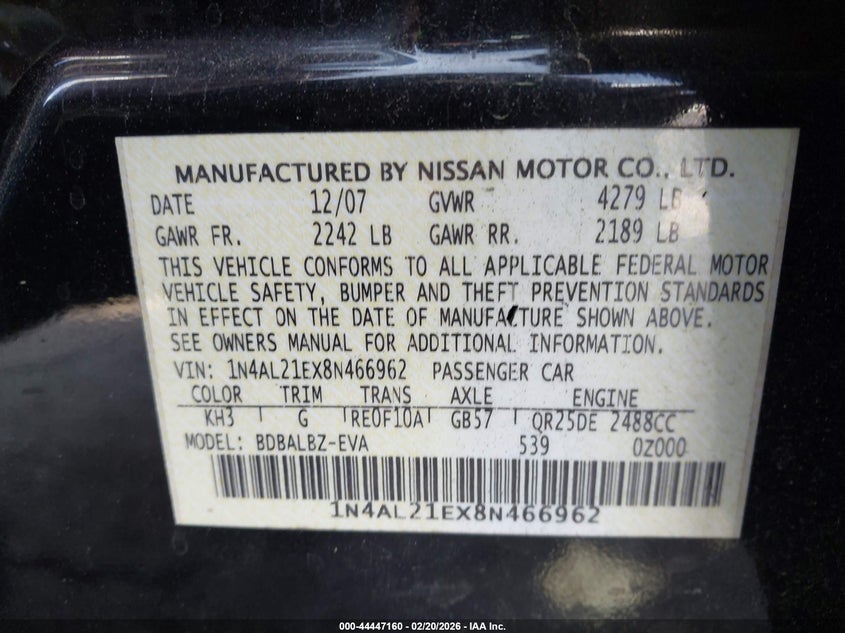 MANUFACTURED BY NISSAN MOTOR CO., LTD.
DATE 12/07 GVWR 4279 LB
GAWR FR. 2242 LB GAWR RR. 2189 LB
THIS VEHICLE CONFORMS TO ALL APPLICABLE FEDERAL MOTOR
VEHICLE SAFETY, BUMPER AND THEFT PREVENTION STANDARDS
IN EFFECT ON THE DATE OF MANUFACTURE SHOWN ABOVE.
SEE OWNERS MANUAL FOR ADDITIONAL INFORMATION.
VIN: 1N4AL21EX8N466962 PASSENGER CAR
COLOR TRIM TRANS AXLE ENGINE
KH3 G RE0F10A GB57 QR25DE 2488CC
MODEL: BDBALBZ-EVA 539 0Z000
1N4AL21EX8N466962
000-44447160 - 02/20/2026 - IAA Inc.